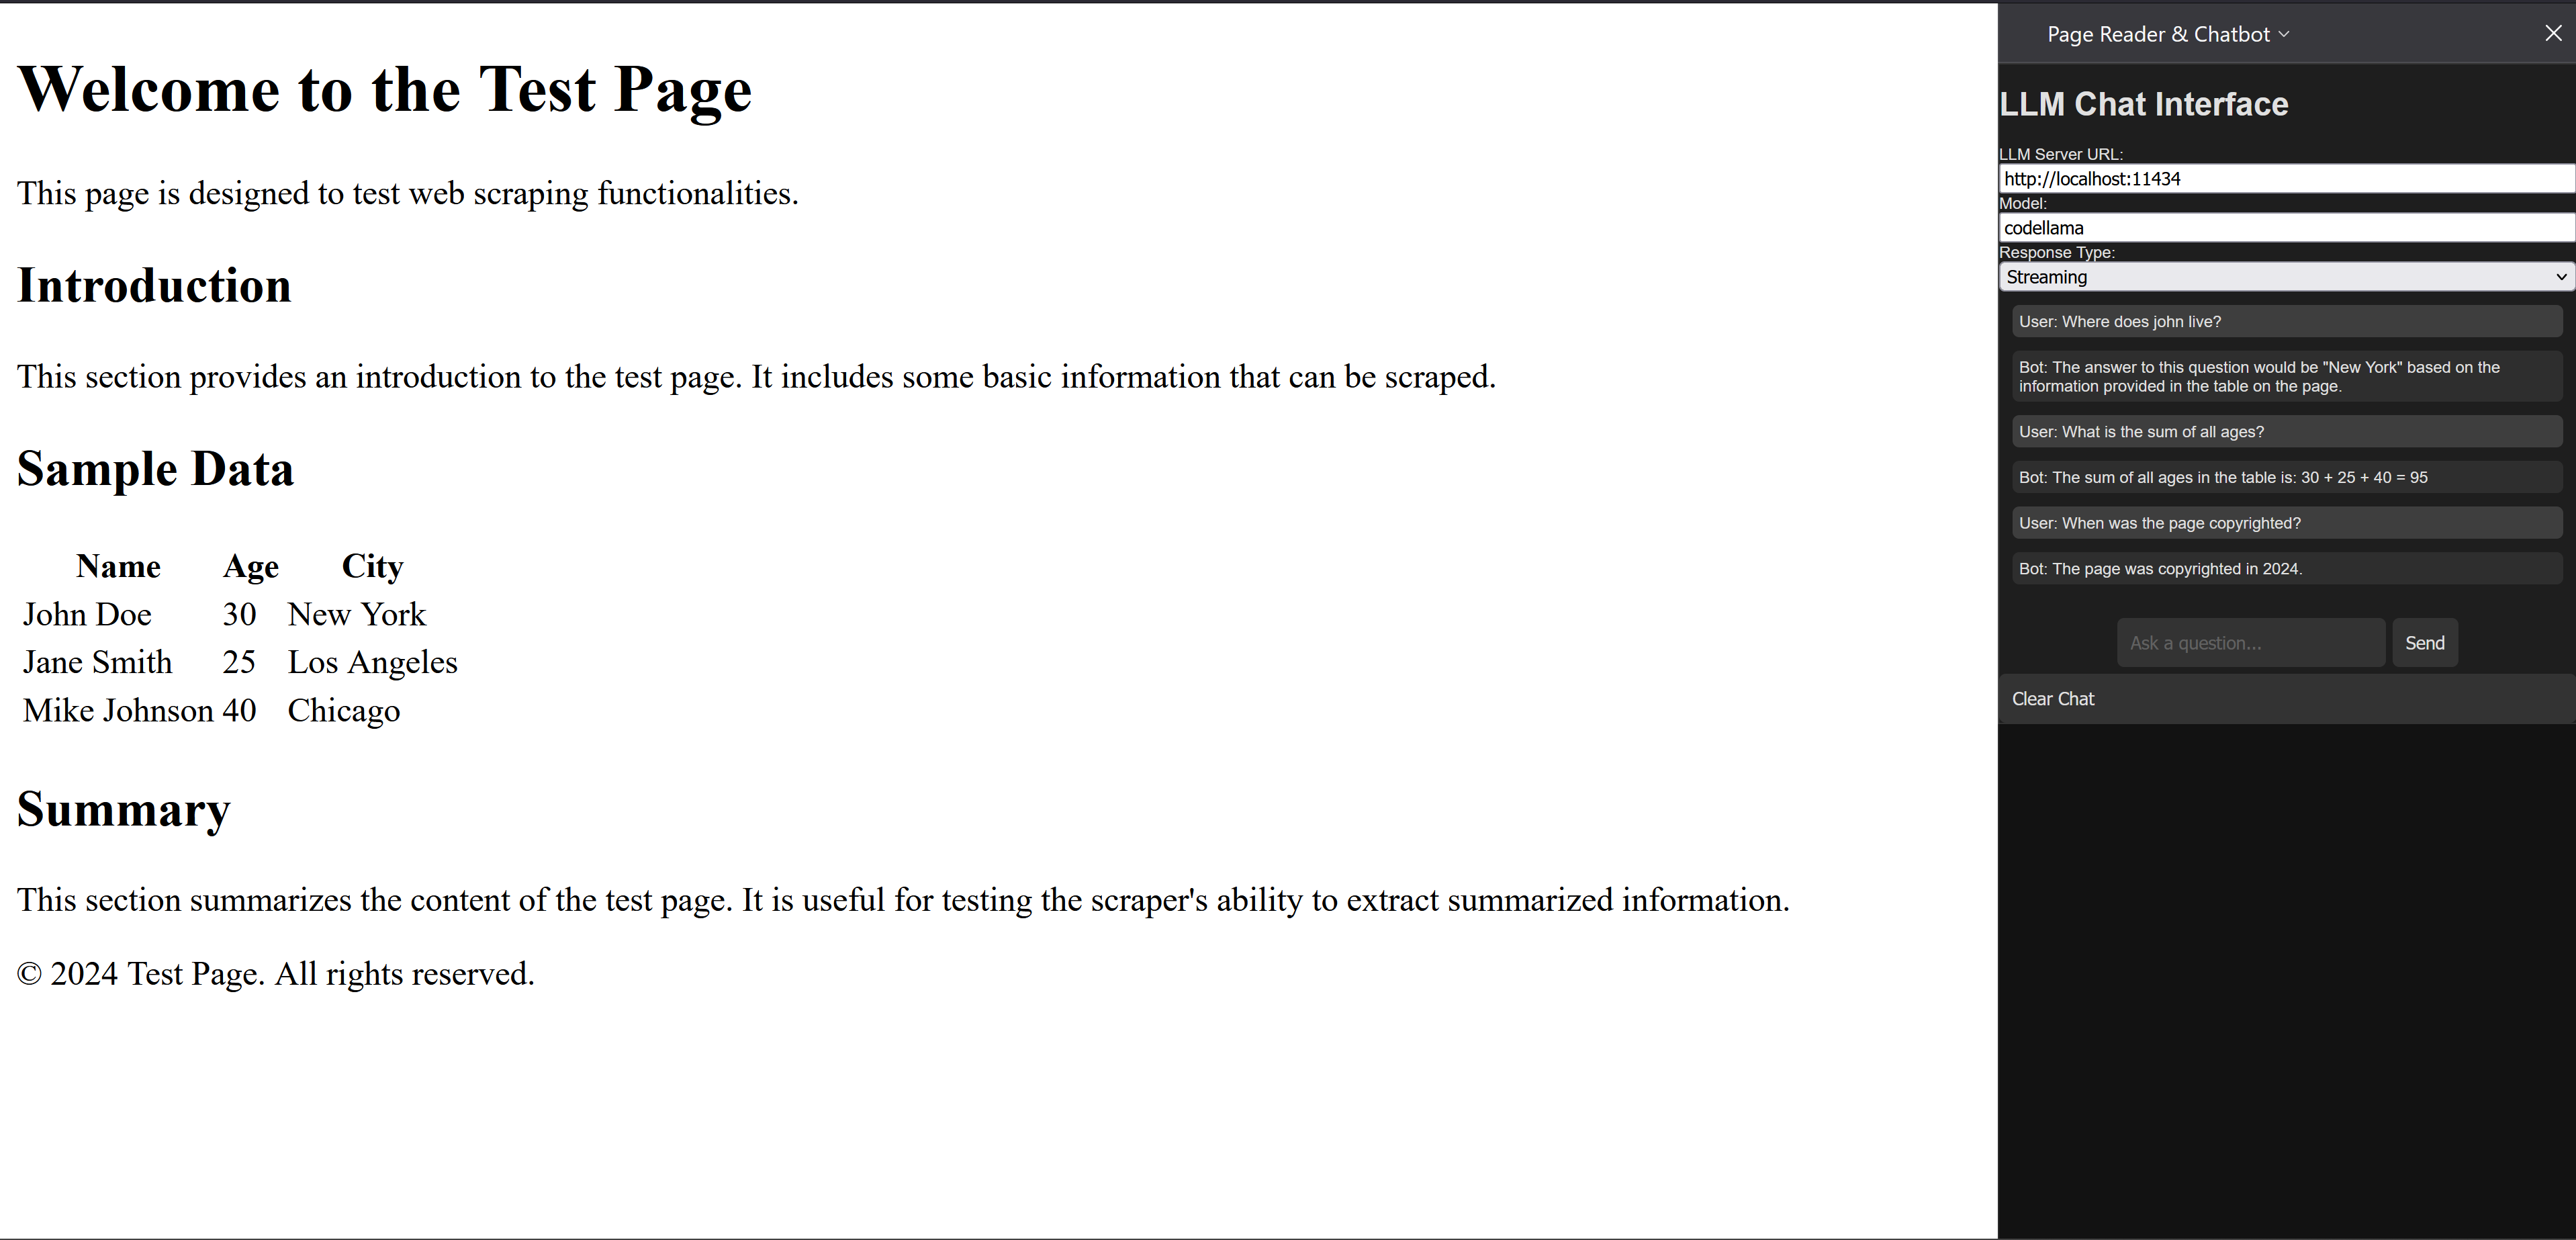 Welcome to the Test Page
This page is designed to test web scraping functionalities.
Introduction
This section provides an introduction to the test page. It includes some basic information that can be scraped.
Sample Data
Name Age City
John Doe 30 New York
Jane Smith 25 Los Angeles
Mike Johnson 40 Chicago
Summary
This section summarizes the content of the test page. It is useful for testing the scraper's ability to extract summarized information.
© 2024 Test Page. All rights reserved.
Page Reader & Chatbot
LLM Chat Interface
LLM Server URL:
http://localhost:11434
Model:
codellama
Response Type:
Streaming
User: Where does john live?
Bot: The answer to this question would be "New York" based on the
information provided in the table on the page.
User: What is the sum of all ages?
Bot: The sum of all ages in the table is: 30 + 25 + 40 = 95
User: When was the page copyrighted?
Bot: The page was copyrighted in 2024.
Ask a question...
Send
Clear Chat